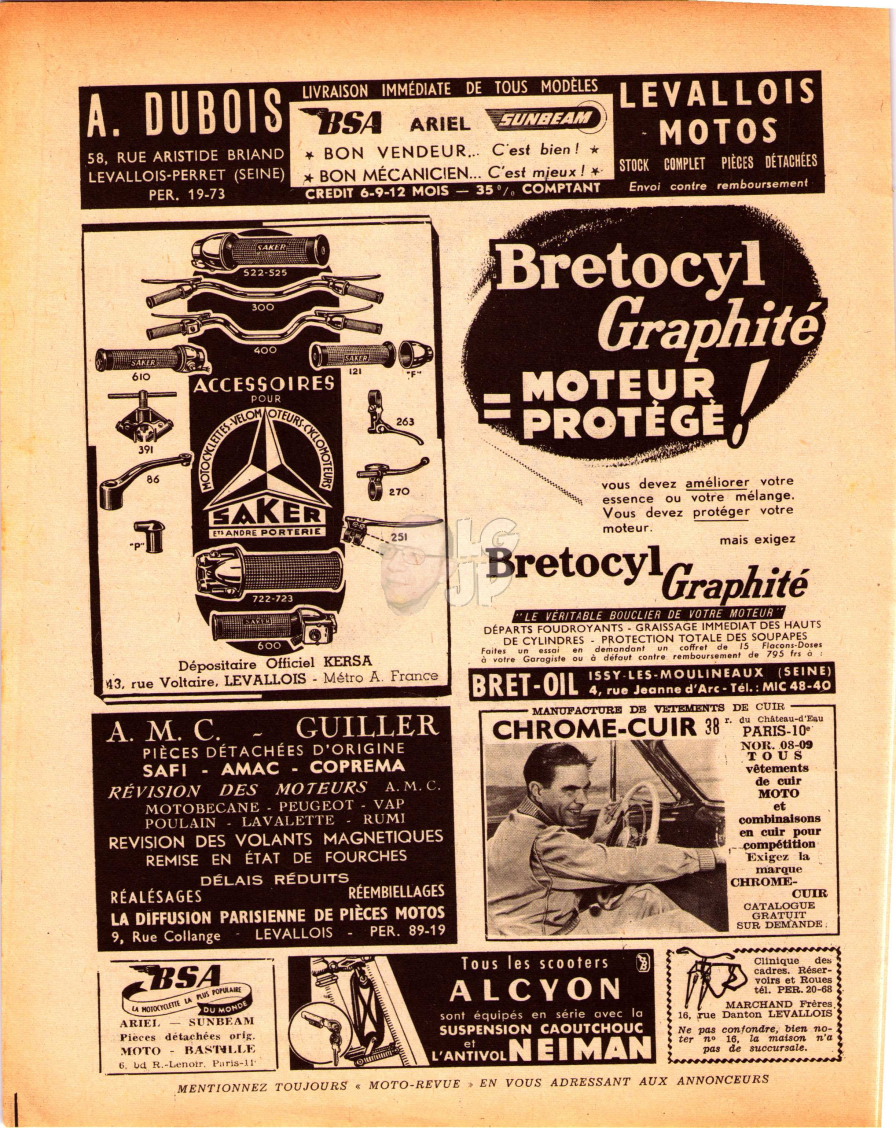 A. DUBOIS
58, RUE ARISTIDE BRIAND
LEVALLOIS-PERRET (SEINE)
PER. 19-73
LIVRAISON IMMÉDIATE DE TOUS MODÈLES
BSA ARIEL SUNBEAM
★ BON VENDEUR... C'est bien ! ★
★ BON MÉCANICIEN... C'est mieux ! ★
CREDIT 6-9-12 MOIS — 35 % COMPTANT
LEVALLOIS
- MOTOS
STOCK COMPLET PIÈCES DÉTACHÉES
Envoi contre remboursement
SAKER
522-525
300
400
SAKER SAKER
610 121 "F"
ACCESSOIRES
POUR
MOTOCYCLETTES-VELOMOTEURS-CYCLOMOTEURS
391
263
86
270
SAKER
ETS ANDRE PORTERIE
"P"
251
722-723
SAKER
600
Dépositaire Officiel KERSA
43, rue Voltaire, LEVALLOIS - Métro A. France
LG
JP
Bretocyl
Graphité
= MOTEUR
PROTÉGÉ !
vous devez améliorer votre
essence ou votre mélange.
Vous devez protéger votre
moteur.
mais exigez
Bretocyl Graphité
"LE VÉRITABLE BOUCLIER DE VOTRE MOTEUR"
DÉPARTS FOUDROYANTS - GRAISSAGE IMMEDIAT DES HAUTS
DE CYLINDRES - PROTECTION TOTALE DES SOUPAPES
Faites un essai en demandant un coffret de 15 Flacons-Doses
à votre Garagiste ou à défaut contre remboursement de 795 frs à :
BRET-OIL ISSY-LES-MOULINEAUX (SEINE)
4, rue Jeanne d'Arc - Tél. : MIC 48-40
A. M. C. - GUILLER
PIÈCES DÉTACHÉES D'ORIGINE
SAFI - AMAC - COPREMA
RÉVISION DES MOTEURS A.M.C.
MOTOBECANE - PEUGEOT - VAP
POULAIN - LAVALETTE - RUMI
REVISION DES VOLANTS MAGNETIQUES
REMISE EN ÉTAT DE FOURCHES
DÉLAIS RÉDUITS
RÉALÉSAGES RÉEMBIELLAGES
LA DIFFUSION PARISIENNE DE PIÈCES MOTOS
9, Rue Collange - LEVALLOIS - PER. 89-19
MANUFACTURE DE VETEMENTS DE CUIR
CHROME-CUIR 38 r. du Château-d'Eau
PARIS-10e
NOR. 08-09
TOUS
vêtements
de cuir
MOTO
et
combinaisons
en cuir pour
compétition
Exigez la
marque
CHROME-
CUIR
CATALOGUE
GRATUIT
SUR DEMANDE
BSA
LA MOTOCYCLETTE LA PLUS POPULAIRE
DU MONDE
ARIEL — SUNBEAM
Pieces détachées orig.
MOTO - BASTILLE
6, bd R.-Lenoir, Paris-11e
Tous les scooters
ALCYON
sont équipés en série avec la
SUSPENSION CAOUTCHOUC
et
L'ANTIVOL NEIMAN
Clinique des
cadres. Réser-
voirs et Roues
tél. PER. 20-68
MARCHAND Frères
16, rue Danton LEVALLOIS
Ne pas confondre, bien no-
ter n° 16, la maison n'a
pas de succursale.
MENTIONNEZ TOUJOURS « MOTO-REVUE » EN VOUS ADRESSANT AUX ANNONCEURS